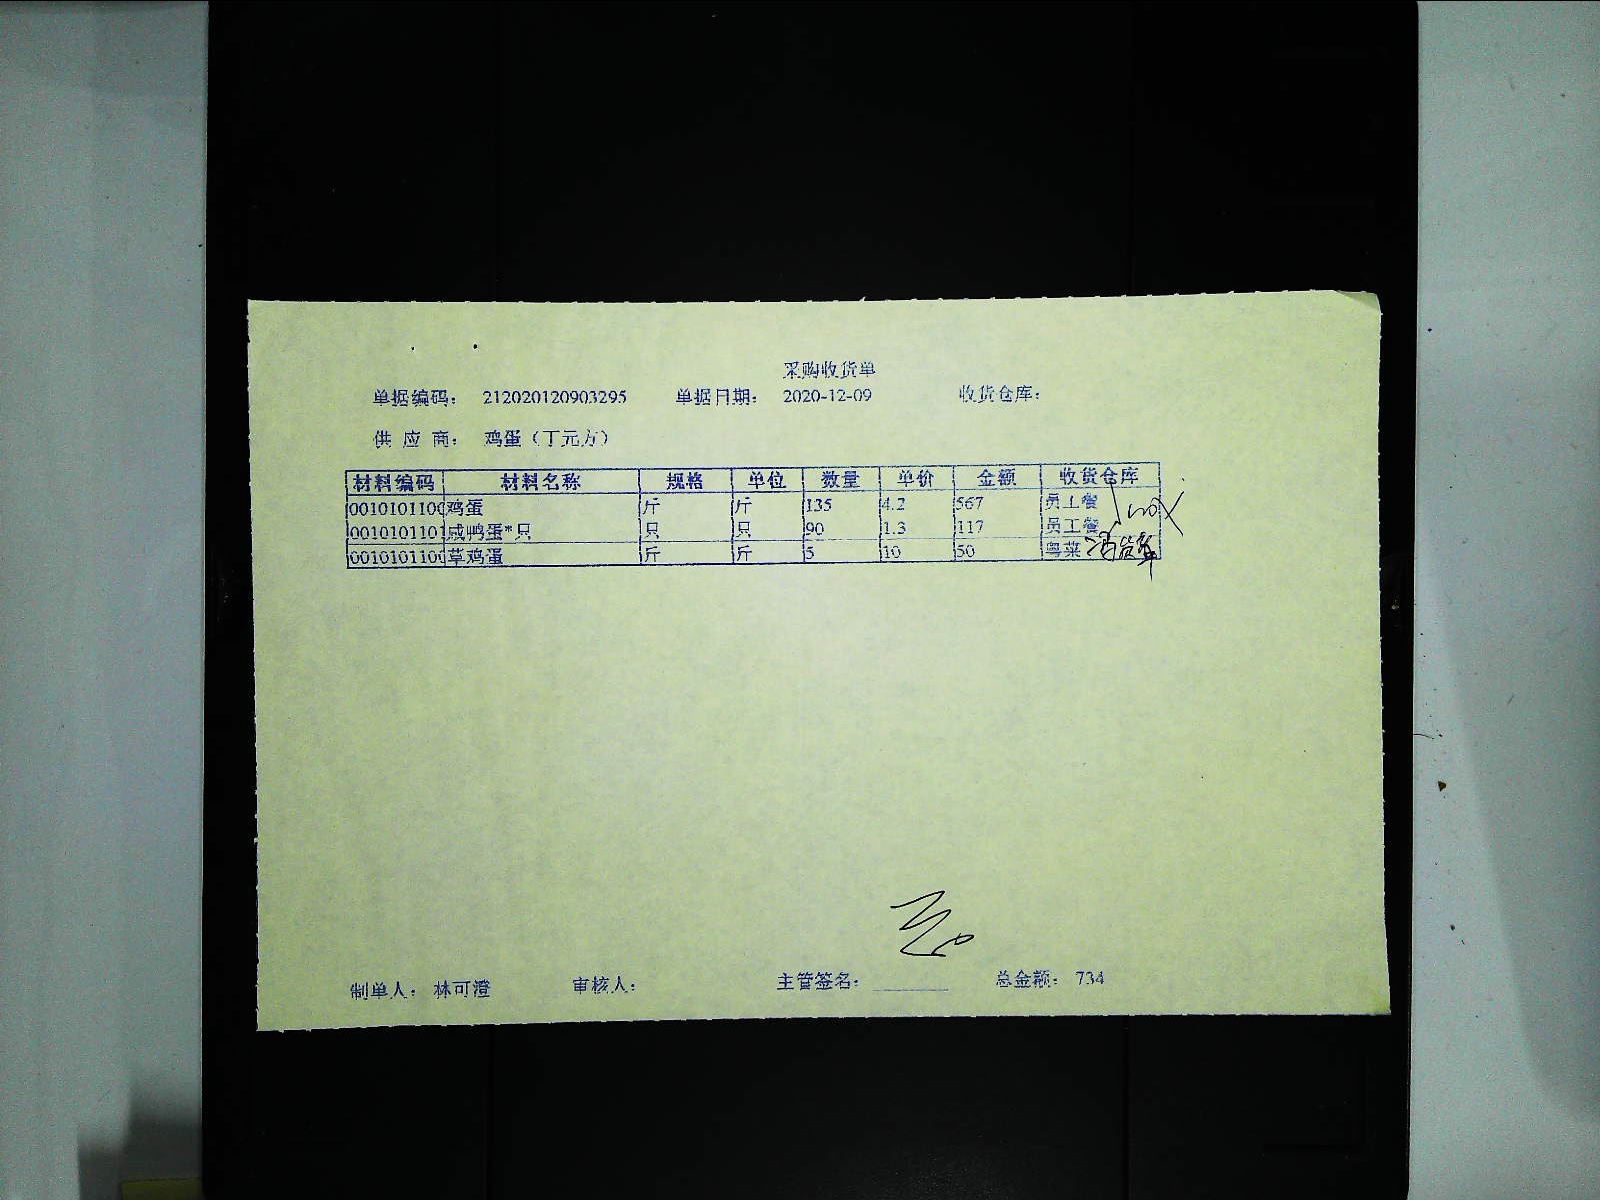 采购收货单
单据编码： 212020120903295 单据日期： 2020-12-09 收货仓库：
供 应 商： 鸡蛋（丁元方）
材料编码 材料名称 规格 单位 数量 单价 金额 收货仓库
0010101100 鸡蛋 斤 斤 135 4.2 567 员工餐
0010101101 咸鸭蛋*只 只 只 90 1.3 117 员工餐
0010101100 草鸡蛋 斤 斤 5 10 50 粤菜
制单人： 林可澄 审核人： 主管签名： 总金额： 734